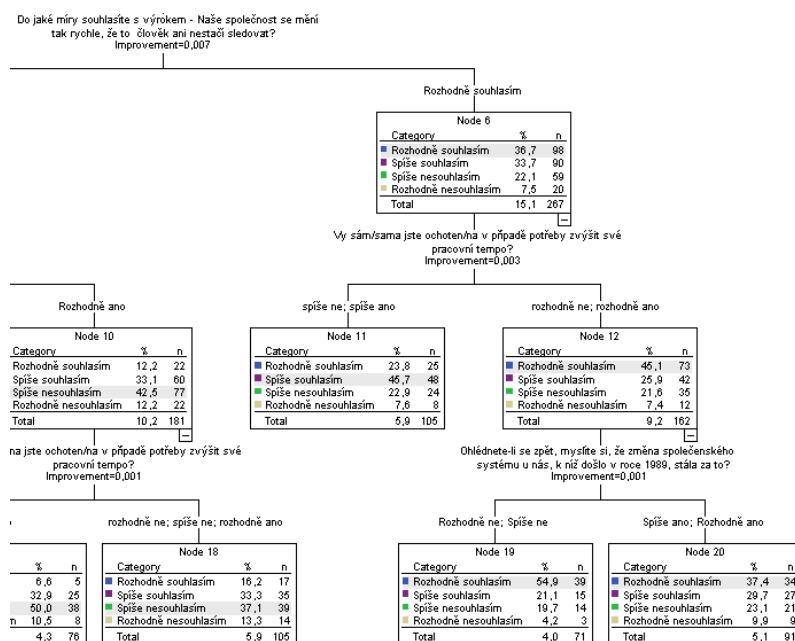 Do jaké míry souhlasíte s výrokem - Naše společnost se mění
tak rychle, že to člověk ani nestačí sledovat?
Improvement=0,007
Rozhodně souhlasím
Node 6
Category % n
Rozhodně souhlasím 36,7 98
Spíše souhlasím 33,7 90
Spíše nesouhlasím 22,1 59
Rozhodně nesouhlasím 7,5 20
Total 15,1 267
Vy sám/sama jste ochoten/na v případě potřeby zvýšit své
pracovní tempo?
Improvement=0,003
Rozhodně ano
Node 10
Category % n
Rozhodně souhlasím 12,2 22
Spíše souhlasím 33,1 60
Spíše nesouhlasím 42,5 77
Rozhodně nesouhlasím 12,2 22
Total 10,2 181
spíše ne; spíše ano
Node 11
Category % n
Rozhodně souhlasím 23,8 25
Spíše souhlasím 45,7 48
Spíše nesouhlasím 22,9 24
Rozhodně nesouhlasím 7,6 8
Total 5,9 105
rozhodně ne; rozhodně ano
Node 12
Category % n
Rozhodně souhlasím 45,1 73
Spíše souhlasím 25,9 42
Spíše nesouhlasím 21,6 35
Rozhodně nesouhlasím 7,4 12
Total 9,2 162
na jste ochoten/na v případě potřeby zvýšit své
pracovní tempo?
Improvement=0,001
Ohlédnete-li se zpět, myslíte si, že změna společenského
systému u nás, k níž došlo v roce 1989, stála za to?
Improvement=0,001
% n
6,6 5
32,9 25
50,0 38
m 10,5 8
4,3 76
rozhodně ne; spíše ne; rozhodně ano
Node 18
Category % n
Rozhodně souhlasím 16,2 17
Spíše souhlasím 33,3 35
Spíše nesouhlasím 37,1 39
Rozhodně nesouhlasím 13,3 14
Total 5,9 105
Rozhodně ne; Spíše ne
Node 19
Category % n
Rozhodně souhlasím 54,9 39
Spíše souhlasím 21,1 15
Spíše nesouhlasím 19,7 14
Rozhodně nesouhlasím 4,2 3
Total 4,0 71
Spíše ano; Rozhodně ano
Node 20
Category % n
Rozhodně souhlasím 37,4 34
Spíše souhlasím 29,7 27
Spíše nesouhlasím 23,1 21
Rozhodně nesouhlasím 9,9 9
Total 5,1 91